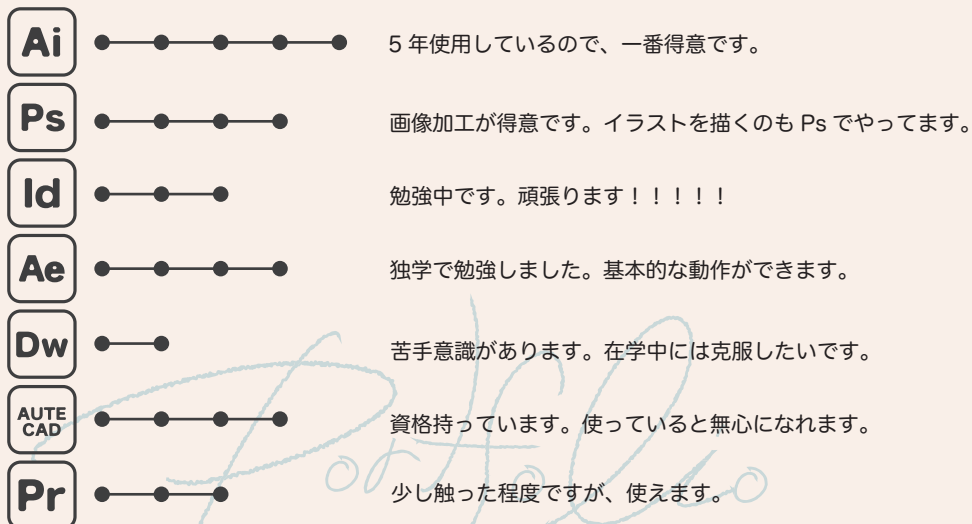 Ai 5 年使用しているので、一番得意です。
Ps 画像加工が得意です。イラストを描くのも Ps でやってます。
Id 勉強中です。頑張ります！！！！！
Ae 独学で勉強しました。基本的な動作ができます。
Dw 苦手意識があります。在学中には克服したいです。
AUTE
CAD 資格持っています。使っていると無心になれます。
Pr 少し触った程度ですが、使えます。
Portfolio